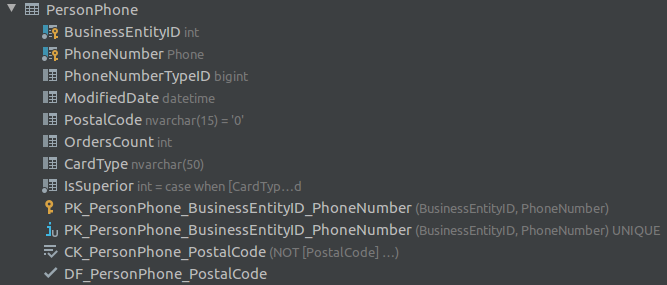 PersonPhone
BusinessEntityID int
PhoneNumber Phone
PhoneNumberTypeID bigint
ModifiedDate datetime
PostalCode nvarchar(15) = '0'
OrdersCount int
CardType nvarchar(50)
IsSuperior int = case when [CardTyp...d
PK_PersonPhone_BusinessEntityID_PhoneNumber (BusinessEntityID, PhoneNumber)
PK_PersonPhone_BusinessEntityID_PhoneNumber (BusinessEntityID, PhoneNumber) UNIQUE
CK_PersonPhone_PostalCode (NOT [PostalCode] ...)
DF_PersonPhone_PostalCode